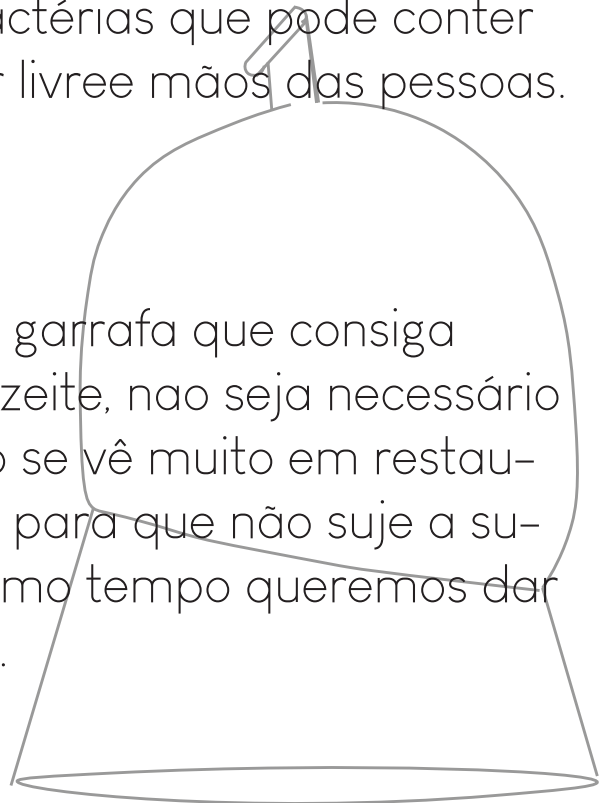 actérias que pode conter
r livree mãos das pessoas.
garrafa que consiga
zeite, nao seja necessário
o se vê muito em restau-
para que não suje a su-
mo tempo queremos dar
.